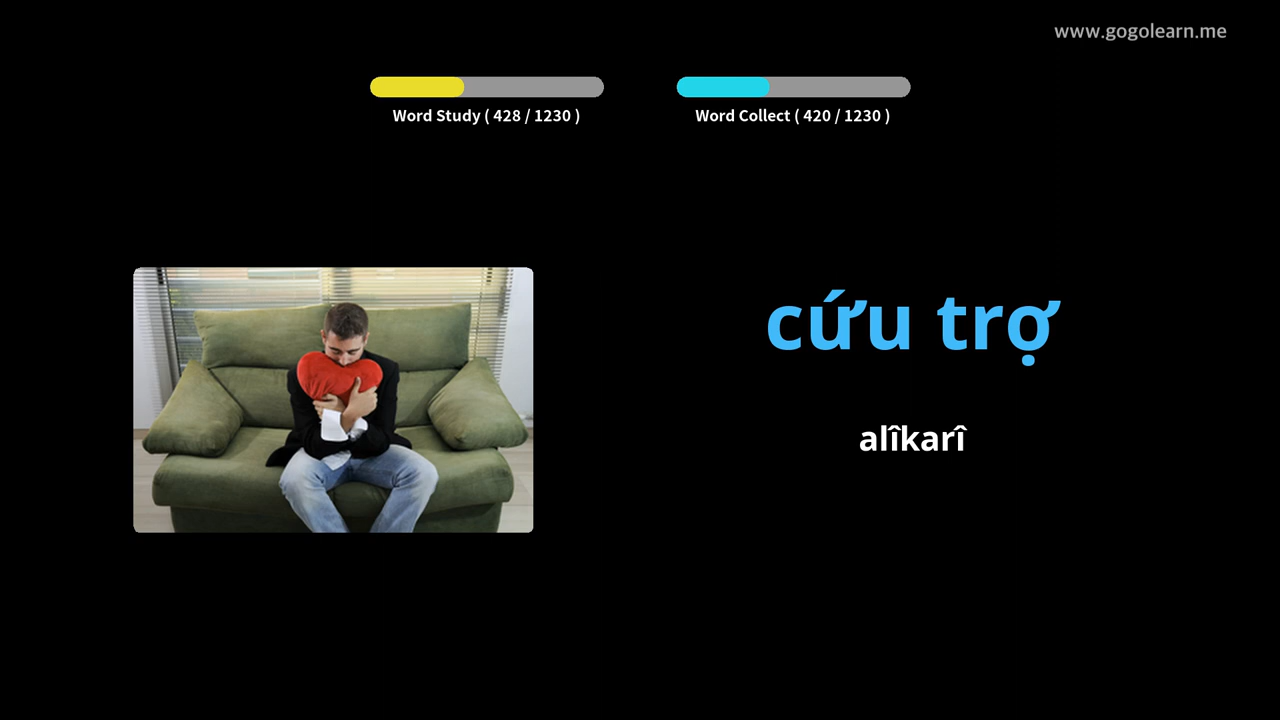 www.gogolearn.me
Word Study ( 428 / 1230 )
Word Collect ( 420 / 1230 )
cứu trợ
alîkarî